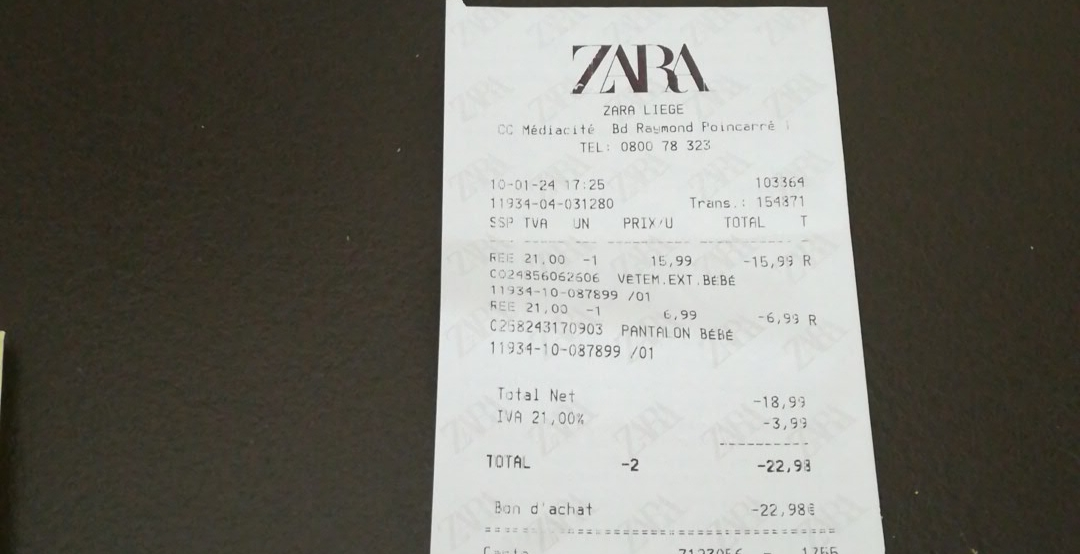 ZARA
ZARA LIEGE
CC Médiacité Bd Raymond Poincarré
TEL: 0800 78 323
10-01-24 17:25 103364
11934-04-031280 Trans.: 154871
SSP TVA UN PRIX/U TOTAL T
REE 21,00 -1 15,99 -15,99 R
C024856062606 VETEM.EXT.BÉBÉ
11934-10-087899 /01
REE 21,00 -1 6,99 -6,99 R
C258243170903 PANTALON BÉBÉ
11934-10-087899 /01
Total Net -18,99
IVA 21,00% -3,99
TOTAL -2 -22,98
Bon d'achat -22,98€